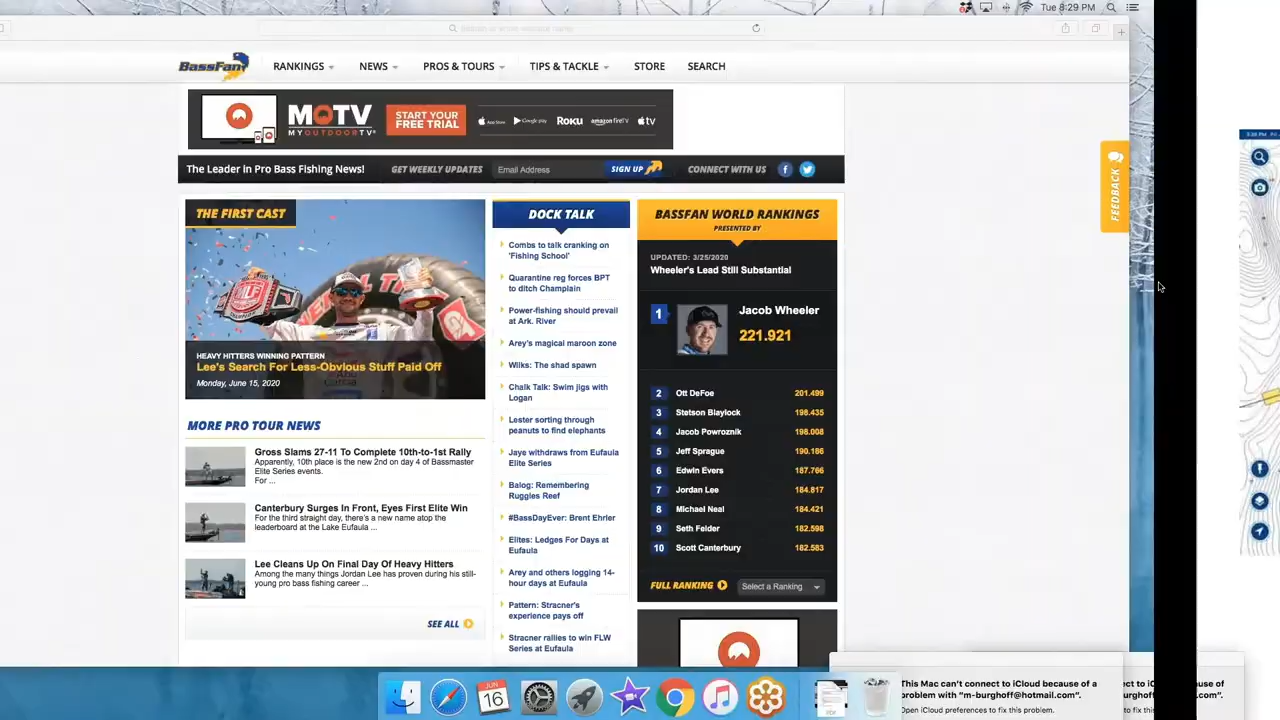 Tue 8:29 PM
BassFan
RANKINGS
NEWS
PROS & TOURS
TIPS & TACKLE
STORE
SEARCH
MOTV
MYOUTDOORTV
START YOUR
FREE TRIAL
App Store
Google play
Roku
amazon fireTV
tv
The Leader in Pro Bass Fishing News!
GET WEEKLY UPDATES
Email Address
SIGN UP
CONNECT WITH US
FEEDBACK
THE FIRST CAST
HEAVY HITTERS WINNING PATTERN
Lee's Search For Less-Obvious Stuff Paid Off
Monday, June 15, 2020
MORE PRO TOUR NEWS
Gross Slams 27-11 To Complete 10th-to-1st Rally
Apparently, 10th place is the new 2nd on day 4 of Bassmaster
Elite Series events.
For ...
Canterbury Surges In Front, Eyes First Elite Win
For the third straight day, there's a new name atop the
leaderboard at the Lake Eufaula ...
Lee Cleans Up On Final Day Of Heavy Hitters
Among the many things Jordan Lee has proven during his still-
young pro bass fishing career ...
SEE ALL
DOCK TALK
Combs to talk cranking on
'Fishing School'
Quarantine reg forces BPT
to ditch Champlain
Power-fishing should prevail
at Ark. River
Arey's magical maroon zone
Wilks: The shad spawn
Chalk Talk: Swim jigs with
Logan
Lester sorting through
peanuts to find elephants
Jaye withdraws from Eufaula
Elite Series
Balog: Remembering
Ruggles Reef
#BassDayEver: Brent Ehrler
Elites: Ledges For Days at
Eufaula
Arey and others logging 14-
hour days at Eufaula
Pattern: Stracner's
experience pays off
Stracner rallies to win FLW
Series at Eufaula
BASSFAN WORLD RANKINGS
PRESENTED BY
UPDATED: 3/25/2020
Wheeler's Lead Still Substantial
1 Jacob Wheeler
221.921
2 Ott DeFoe 201.499
3 Stetson Blaylock 198.435
4 Jacob Powroznik 198.008
5 Jeff Sprague 190.186
6 Edwin Evers 187.766
7 Jordan Lee 184.817
8 Michael Neal 184.421
9 Seth Feider 182.598
10 Scott Canterbury 182.583
FULL RANKING
Select a Ranking
JUN
16
This Mac can't connect to iCloud because of a
problem with "m-burghoff@hotmail.com".
Open iCloud preferences to fix this problem.